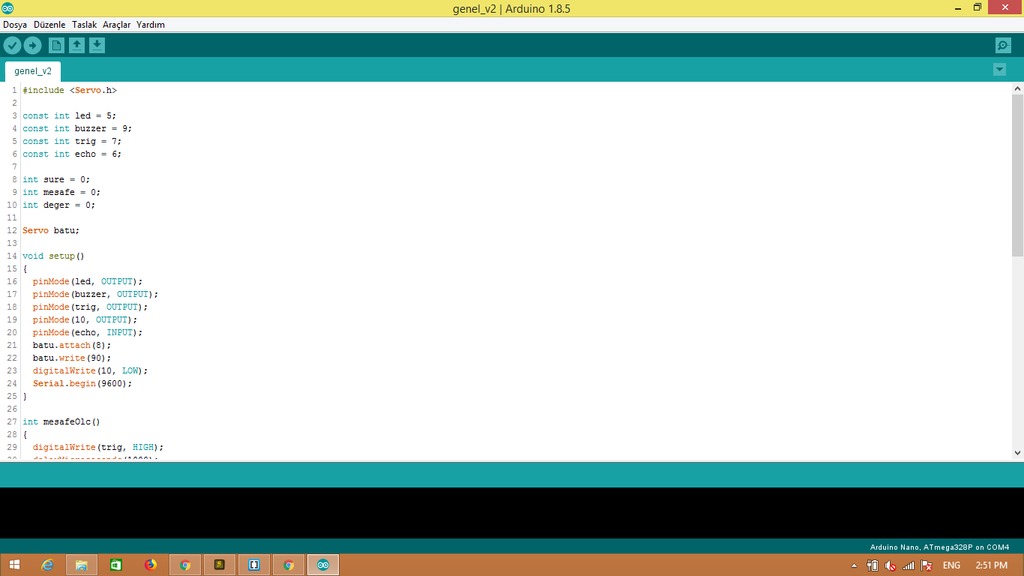 genel_v2 | Arduino 1.8.5
Dosya Düzenle Taslak Araçlar Yardım
genel_v2
1 #include <Servo.h>
2
3 const int led = 5;
4 const int buzzer = 9;
5 const int trig = 7;
6 const int echo = 6;
7
8 int sure = 0;
9 int mesafe = 0;
10 int deger = 0;
11
12 Servo batu;
13
14 void setup()
15 {
16 pinMode(led, OUTPUT);
17 pinMode(buzzer, OUTPUT);
18 pinMode(trig, OUTPUT);
19 pinMode(10, OUTPUT);
20 pinMode(echo, INPUT);
21 batu.attach(8);
22 batu.write(90);
23 digitalWrite(10, LOW);
24 Serial.begin(9600);
25 }
26
27 int mesafeOlc()
28 {
29 digitalWrite(trig, HIGH);
Arduino Nano, ATmega328P on COM4
ENG 2:51 PM